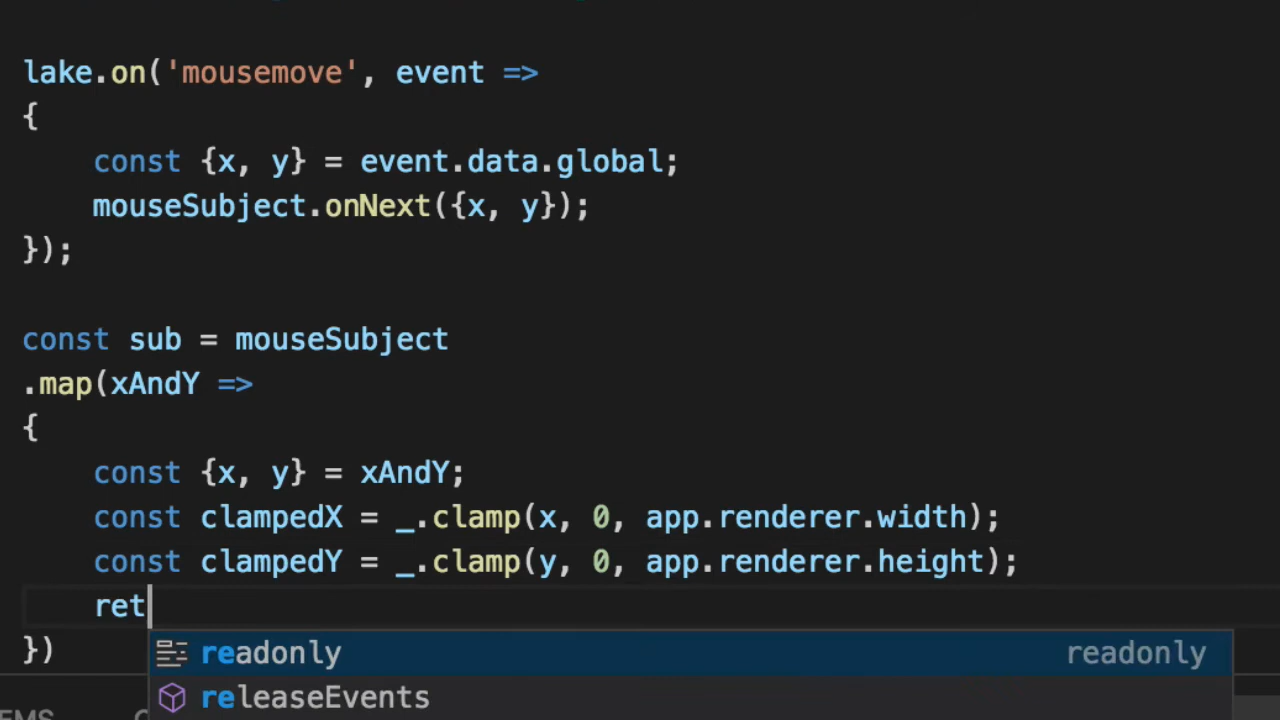 lake.on('mousemove', event =>
{
    const {x, y} = event.data.global;
    mouseSubject.onNext({x, y});
});
const sub = mouseSubject
.map(xAndY =>
{
    const {x, y} = xAndY;
    const clampedX = _.clamp(x, 0, app.renderer.width);
    const clampedY = _.clamp(y, 0, app.renderer.height);
    ret
})
readonly readonly
releaseEvents